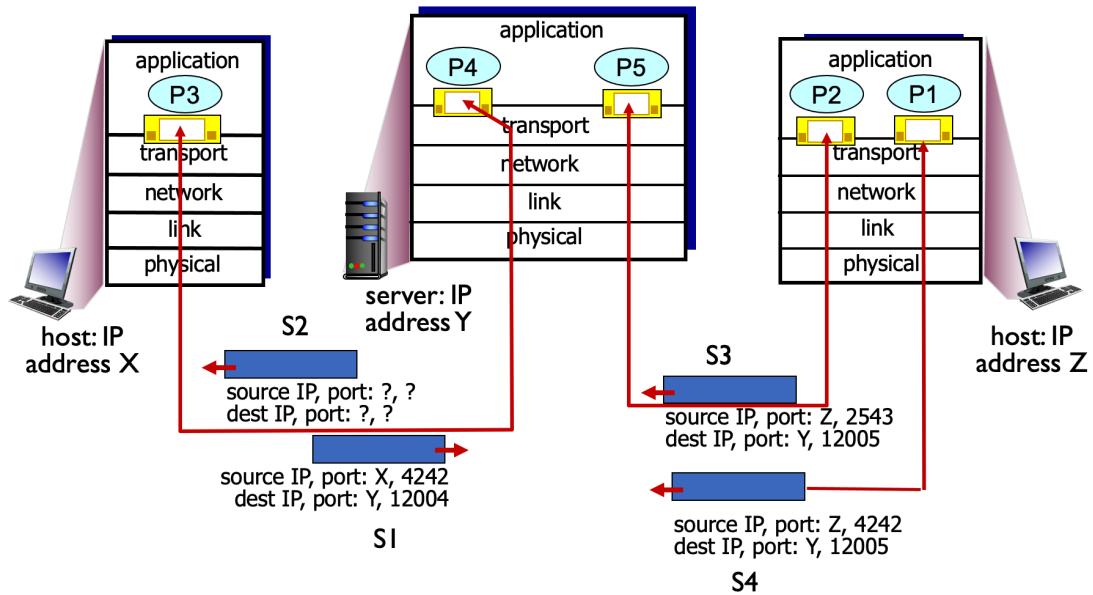 application
P3
transport
network
link
physical
host: IP
address X
application
P4
P5
transport
network
link
physical
server: IP
address Y
application
P2
P1
transport
network
link
physical
host: IP
address Z
S2
source IP, port: ?, ?
dest IP, port: ?, ?
source IP, port: X, 4242
dest IP, port: Y, 12004
S1
S3
source IP, port: Z, 2543
dest IP, port: Y, 12005
source IP, port: Z, 4242
dest IP, port: Y, 12005
S4